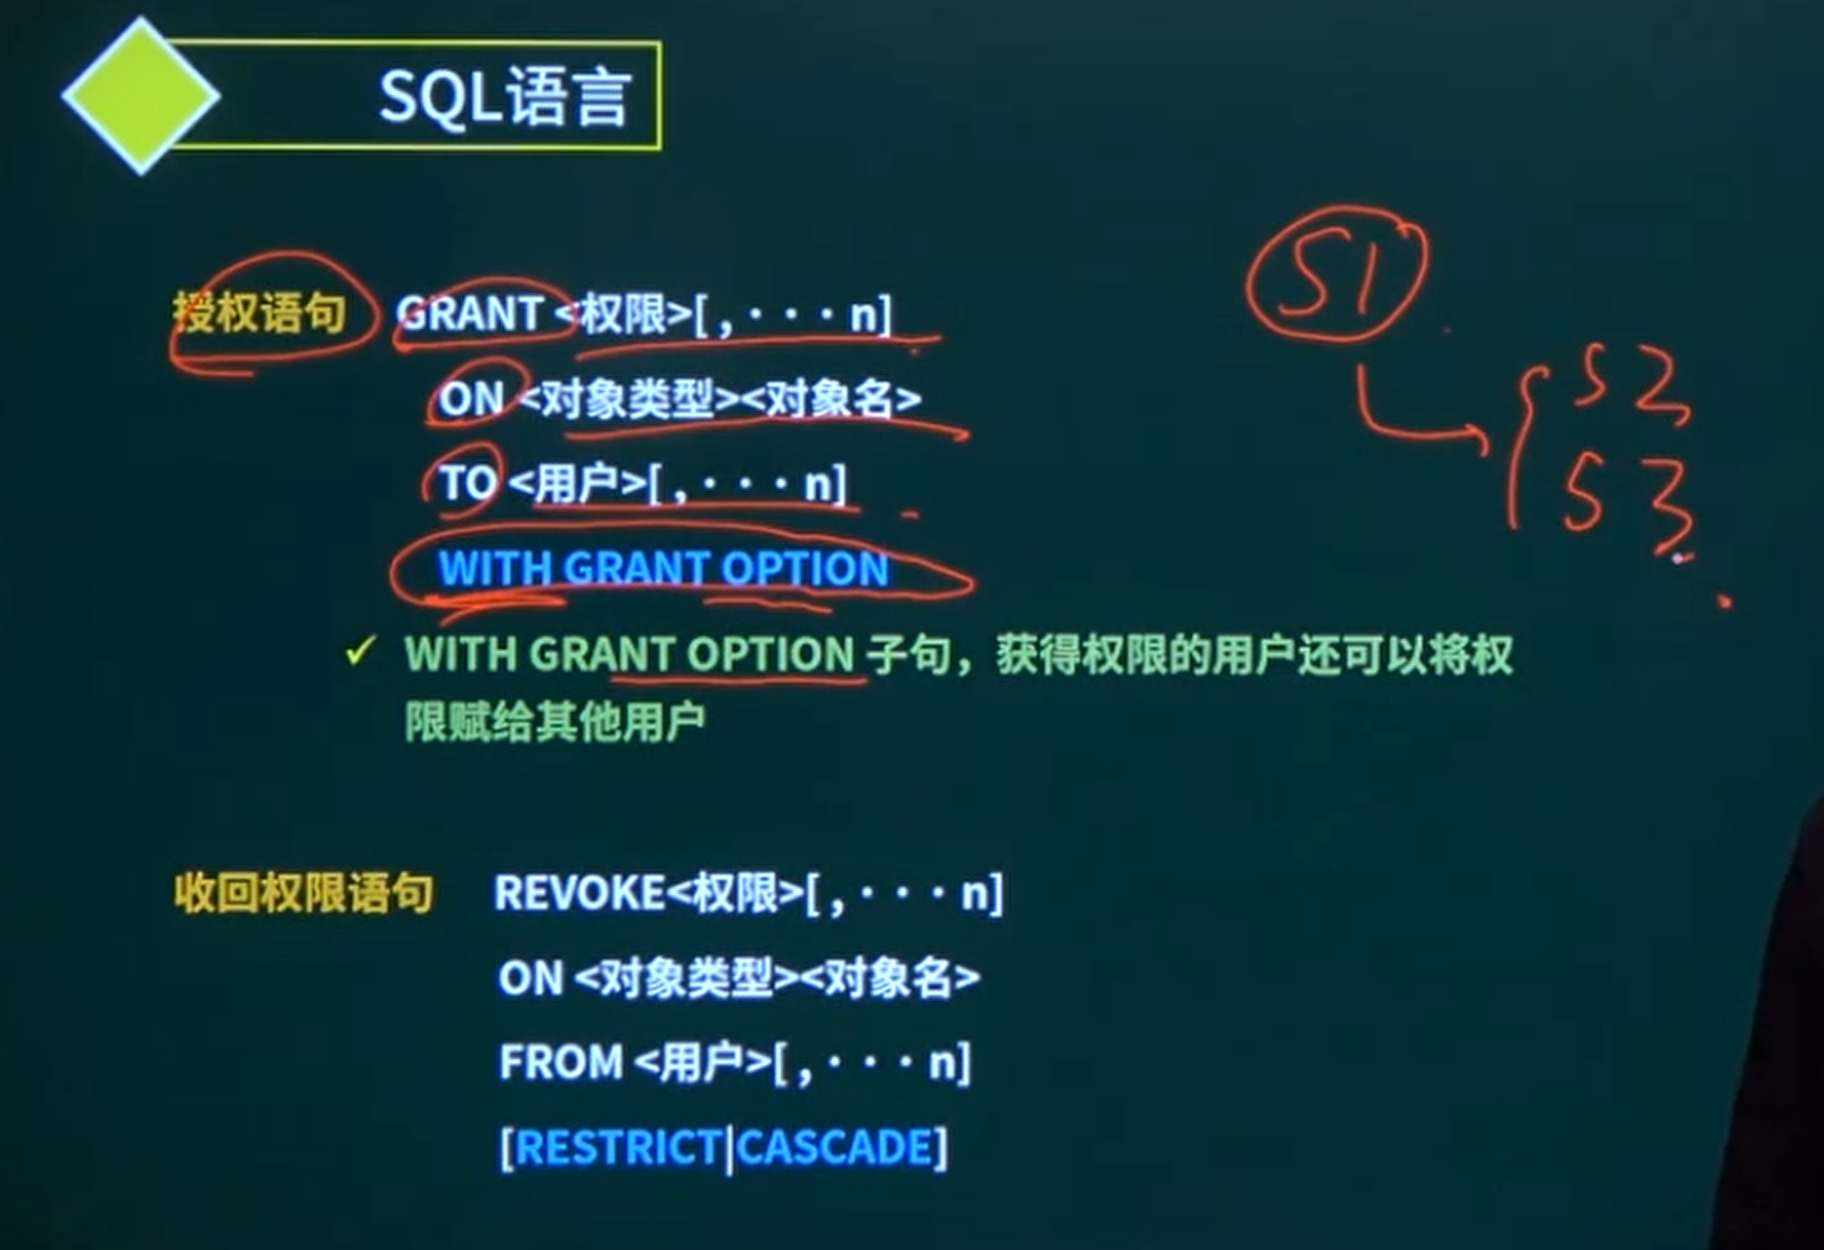 SQL语言
授权语句 GRANT <权限>[ , · · · n]
ON <对象类型><对象名>
TO <用户>[ , · · · n]
WITH GRANT OPTION
✓ WITH GRANT OPTION 子句，获得权限的用户还可以将权
限赋给其他用户
收回权限语句 REVOKE<权限>[ , · · · n]
ON <对象类型><对象名>
FROM <用户>[ , · · · n]
[RESTRICT|CASCADE]
S1
S2
S3